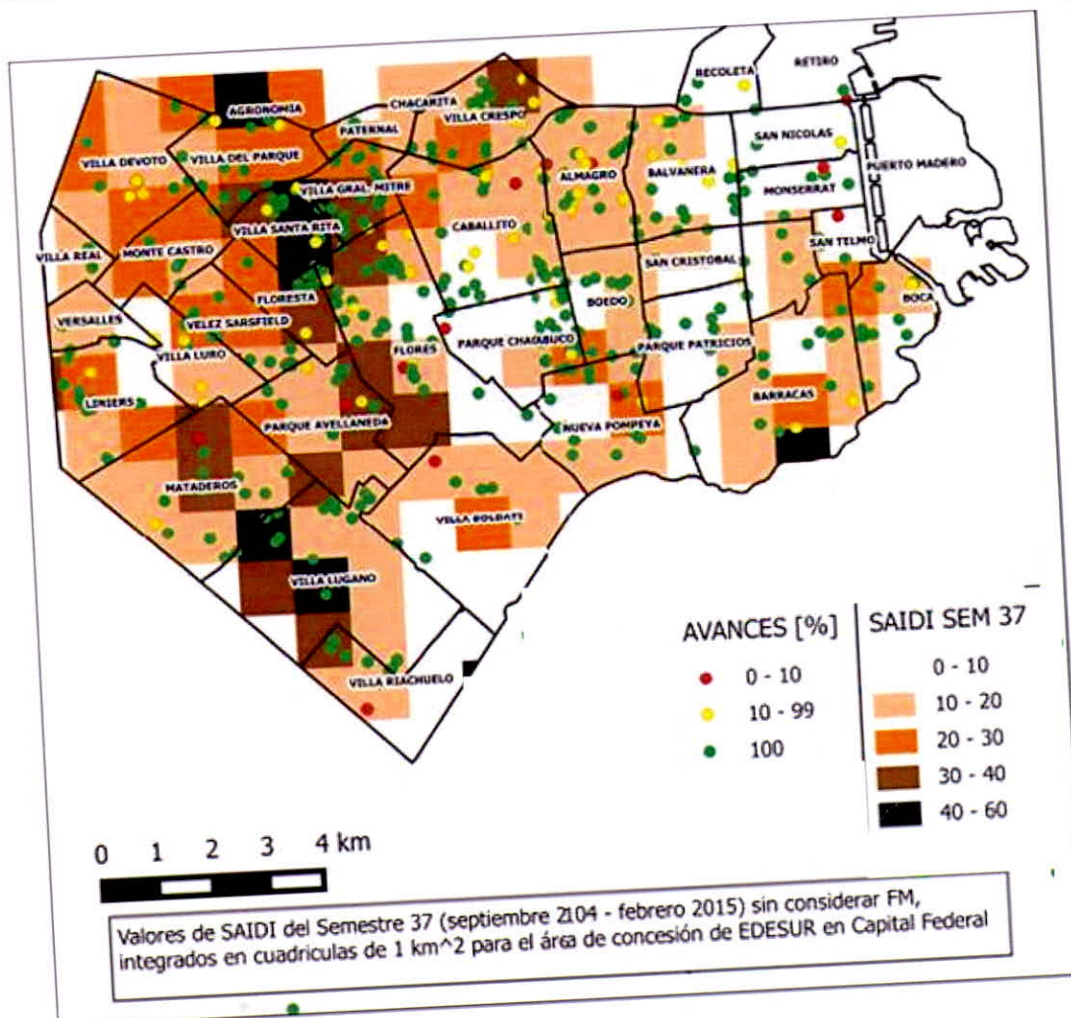 RECOLETA
RETIRO
AGRONOMIA
CHACARITA
VILLA CRESPO
PATERNAL
SAN NICOLAS
VILLA DEVOTO
VILLA DEL PARQUE
ALMAGRO
BALVANERA
PUERTO MADERO
MONSERRAT
VILLA GRAL. MITRE
CABALLITO
VILLA SANTA RITA
SAN TELMO
VILLA REAL
MONTE CASTRO
SAN CRISTOBAL
FLORESTA
BOEDO
BOCA
VERSALLES
VELEZ SARSFIELD
VILLA LURO
FLORES
PARQUE CHACABUCO
PARQUE PATRICIOS
LINIERS
BARRACAS
PARQUE AVELLANEDA
NUEVA POMPEYA
MATADEROS
VILLA SOLDATI
VILLA LUGANO
VILLA RIACHUELO
AVANCES [%]
0 - 10
10 - 99
100
SAIDI SEM 37
0 - 10
10 - 20
20 - 30
30 - 40
40 - 60
0 1 2 3 4 km
Valores de SAIDI del Semestre 37 (septiembre 2104 - febrero 2015) sin considerar FM,
integrados en cuadriculas de 1 km^2 para el área de concesión de EDESUR en Capital Federal